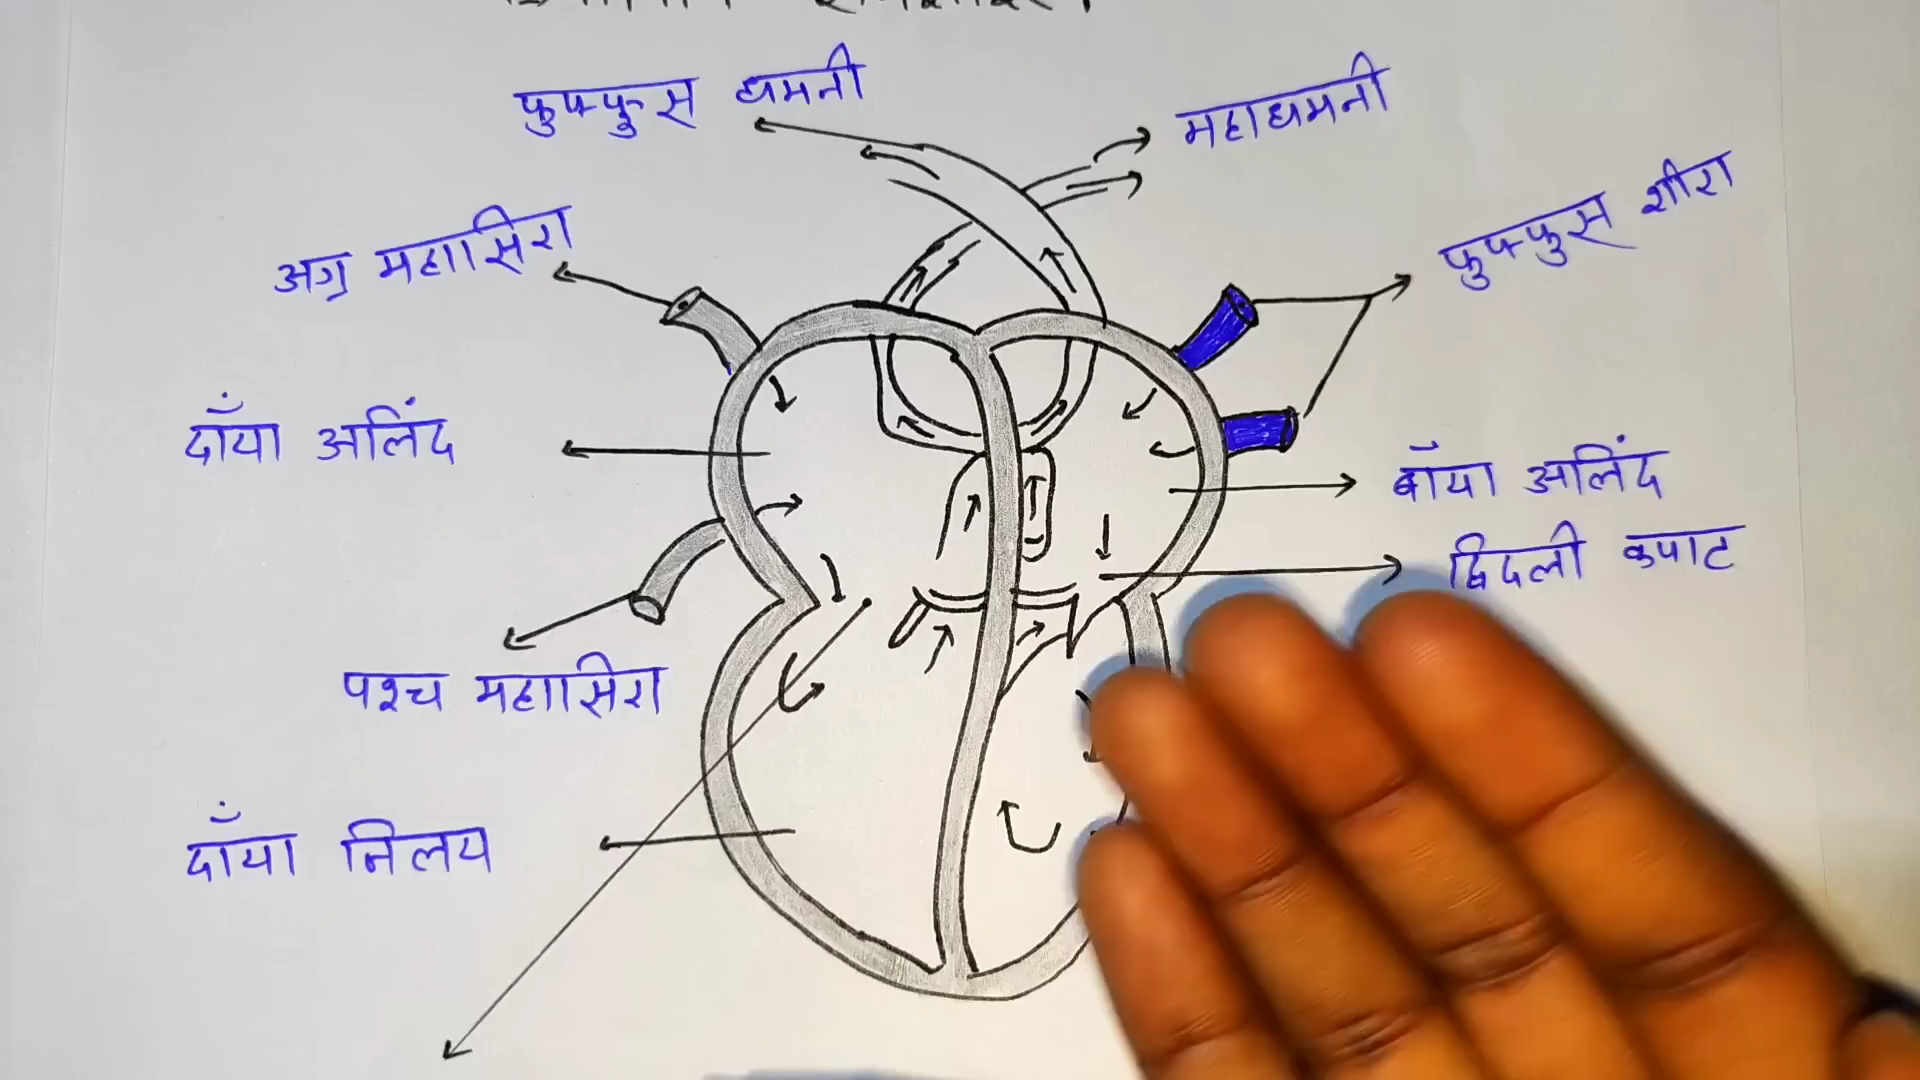 फुफ्फुस धमनी
महाधमनी
फुफ्फुस शीरा
अग्र महासिरा
दाँया अलिंद
बाँया अलिंद
द्विदली कपाट
पश्च महासिरा
दाँया निलय